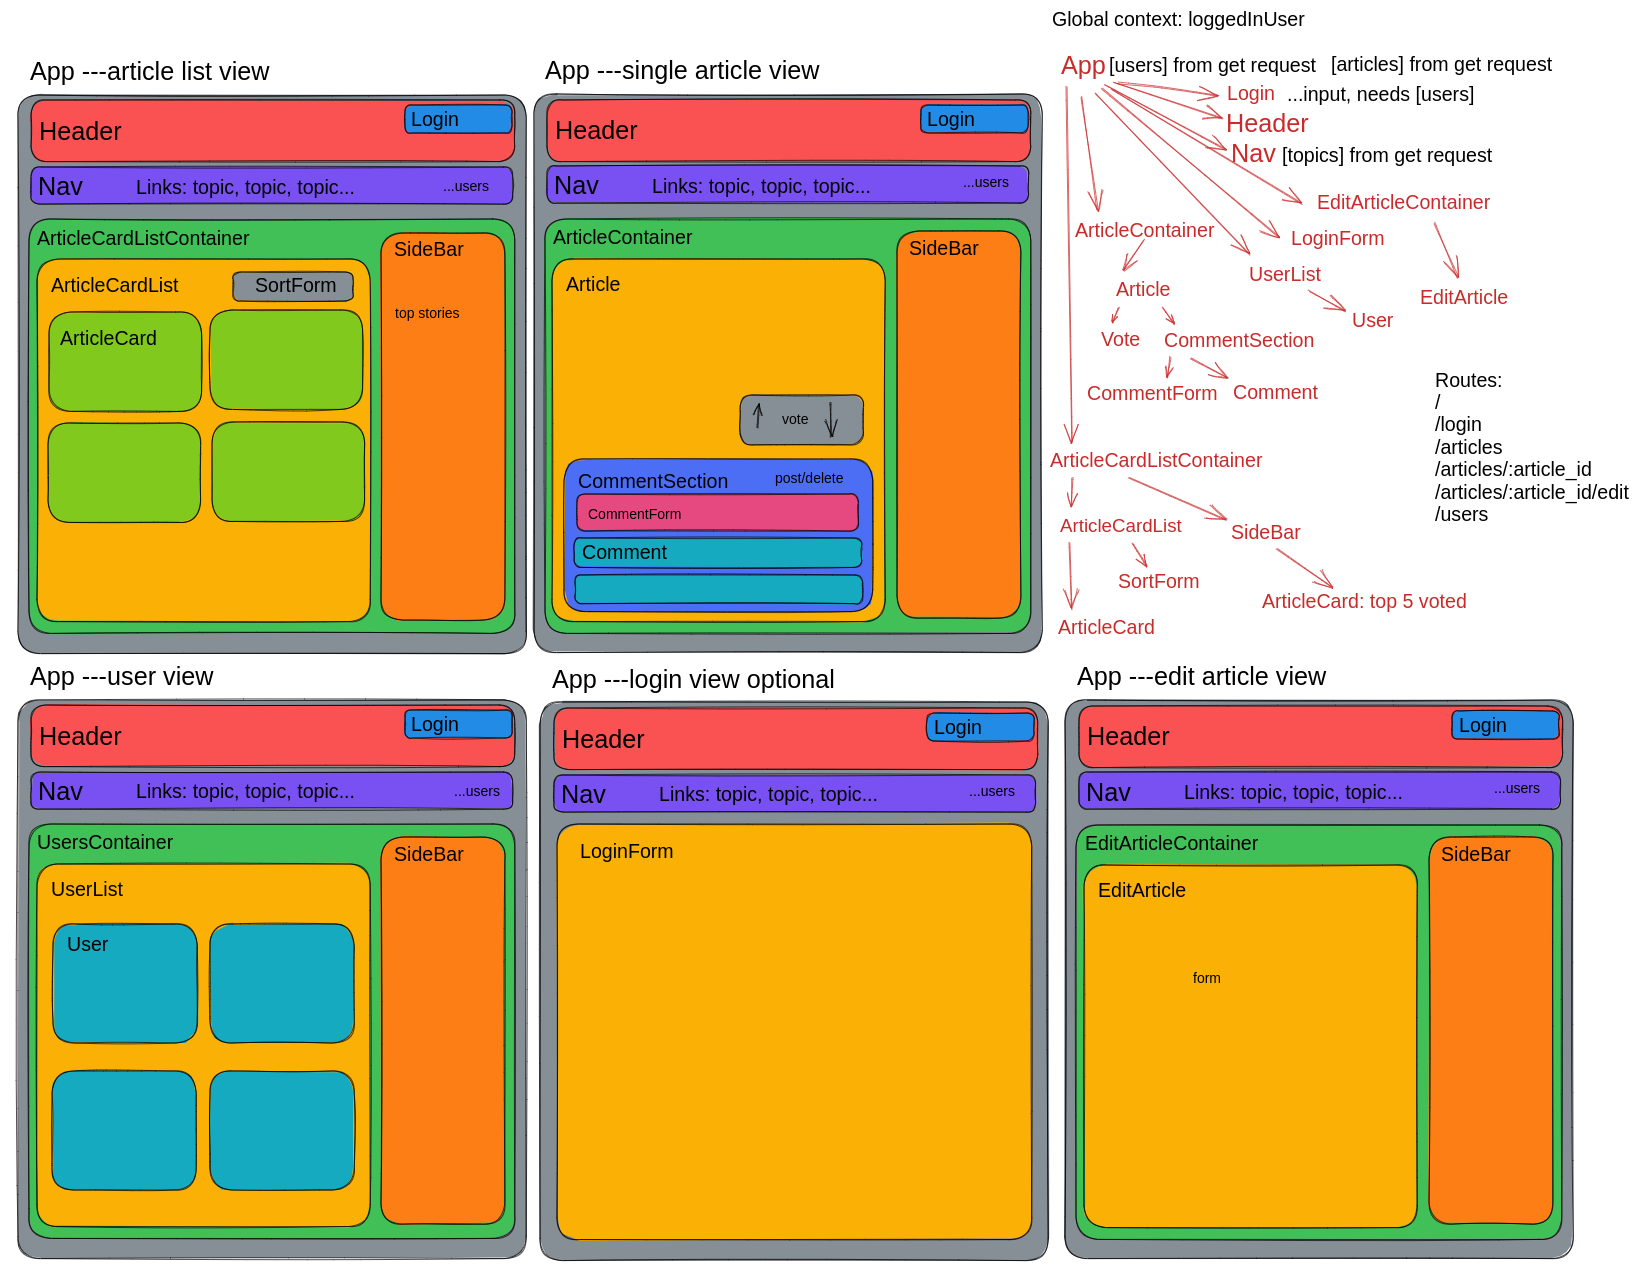 Global context: loggedInUser
App ---article list view
Header
Login
Nav
Links: topic, topic, topic...
...users
ArticleCardListContainer
ArticleCardList
SortForm
ArticleCard
SideBar
top stories
App ---single article view
Header
Login
Nav
Links: topic, topic, topic...
...users
ArticleContainer
Article
vote
CommentSection
post/delete
CommentForm
Comment
SideBar
App [users] from get request [articles] from get request
Login ...input, needs [users]
Header
Nav [topics] from get request
EditArticleContainer
ArticleContainer
LoginForm
UserList
Article
EditArticle
User
Vote
CommentSection
CommentForm
Comment
ArticleCardListContainer
ArticleCardList
SideBar
SortForm
ArticleCard: top 5 voted
ArticleCard
Routes:
/
/login
/articles
/articles/:article_id
/articles/:article_id/edit
/users
App ---user view
Header
Login
Nav
Links: topic, topic, topic...
...users
UsersContainer
UserList
User
SideBar
App ---login view optional
Header
Login
Nav
Links: topic, topic, topic...
...users
LoginForm
App ---edit article view
Header
Login
Nav
Links: topic, topic, topic...
...users
EditArticleContainer
EditArticle
form
SideBar